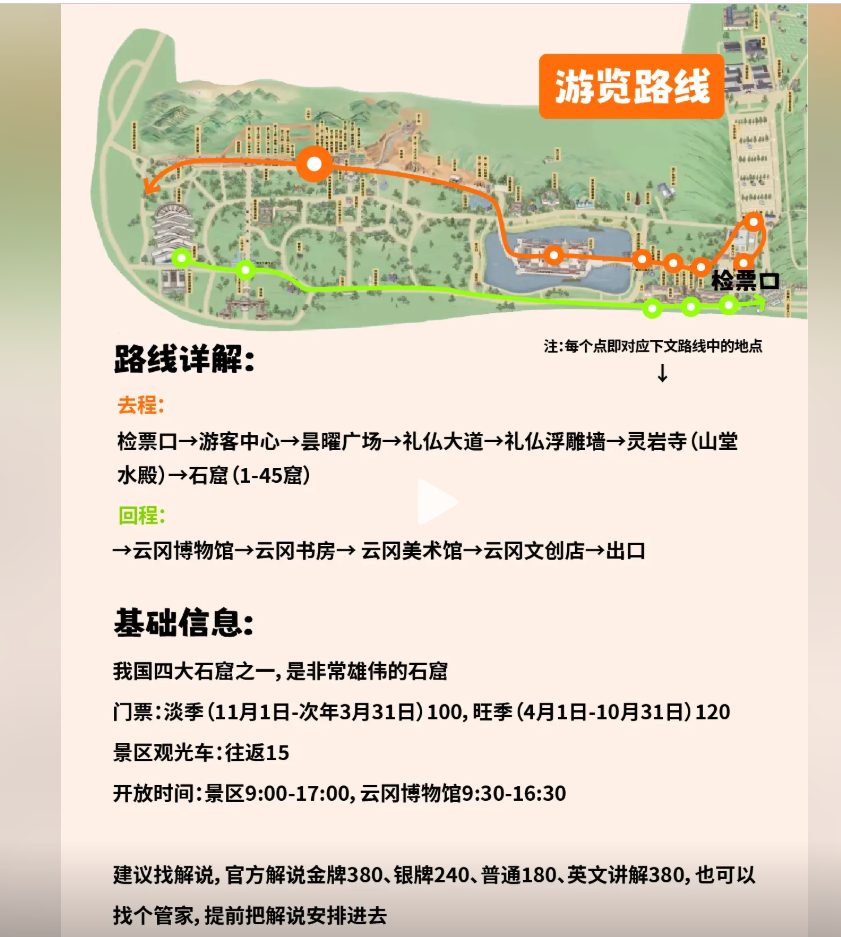 游览路线
检票口
路线详解：
注：每个点即对应下文路线中的地点
↓
去程：
检票口→游客中心→昙曜广场→礼仏大道→礼仏浮雕墙→灵岩寺（山堂
水殿）→石窟（1-45窟）
回程：
→云冈博物馆→云冈书房→ 云冈美术馆→云冈文创店→出口
基础信息：
我国四大石窟之一，是非常雄伟的石窟
门票：淡季（11月1日-次年3月31日）100，旺季（4月1日-10月31日）120
景区观光车：往返15
开放时间：景区9:00-17:00，云冈博物馆9:30-16:30
建议找解说，官方解说金牌380、银牌240、普通180、英文讲解380，也可以
找个管家，提前把解说安排进去